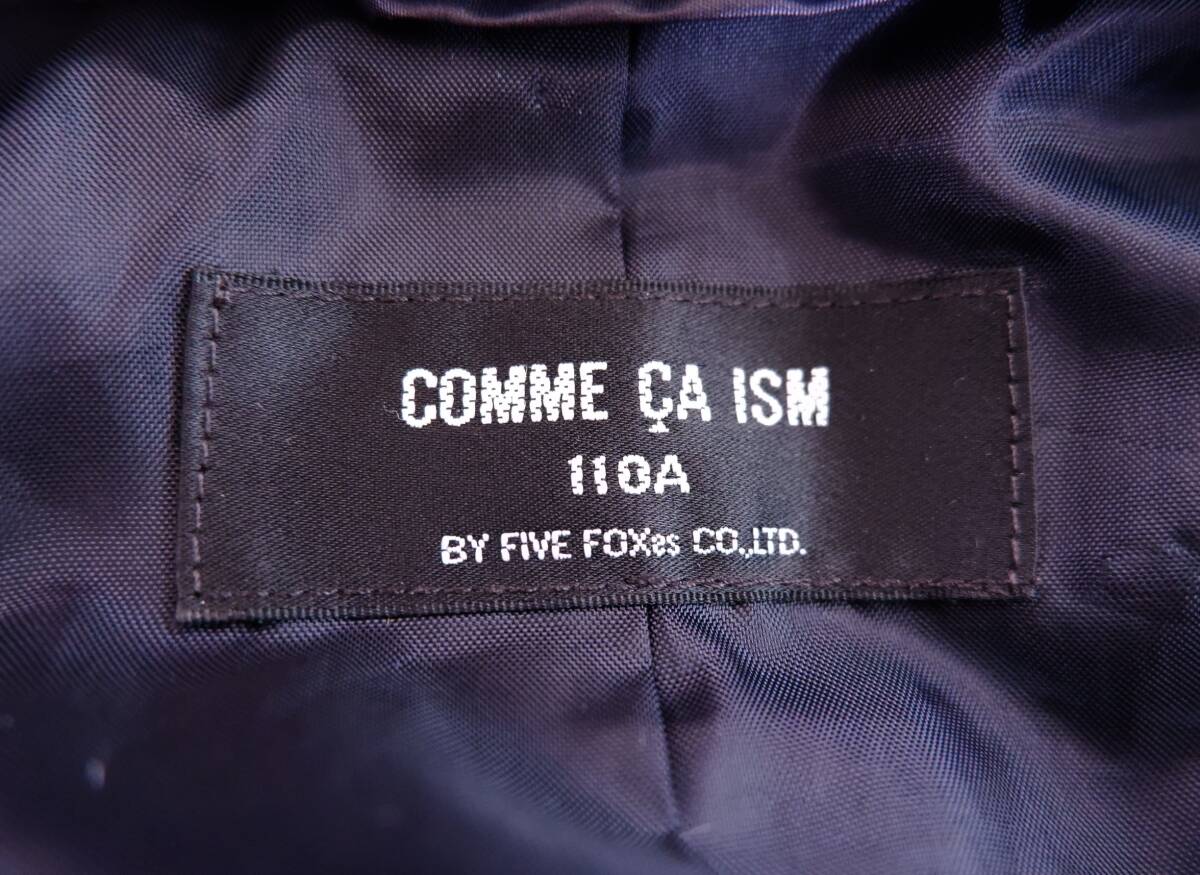 COMME ÇA ISM
110A
BY FIVE FOXes CO.,LTD.